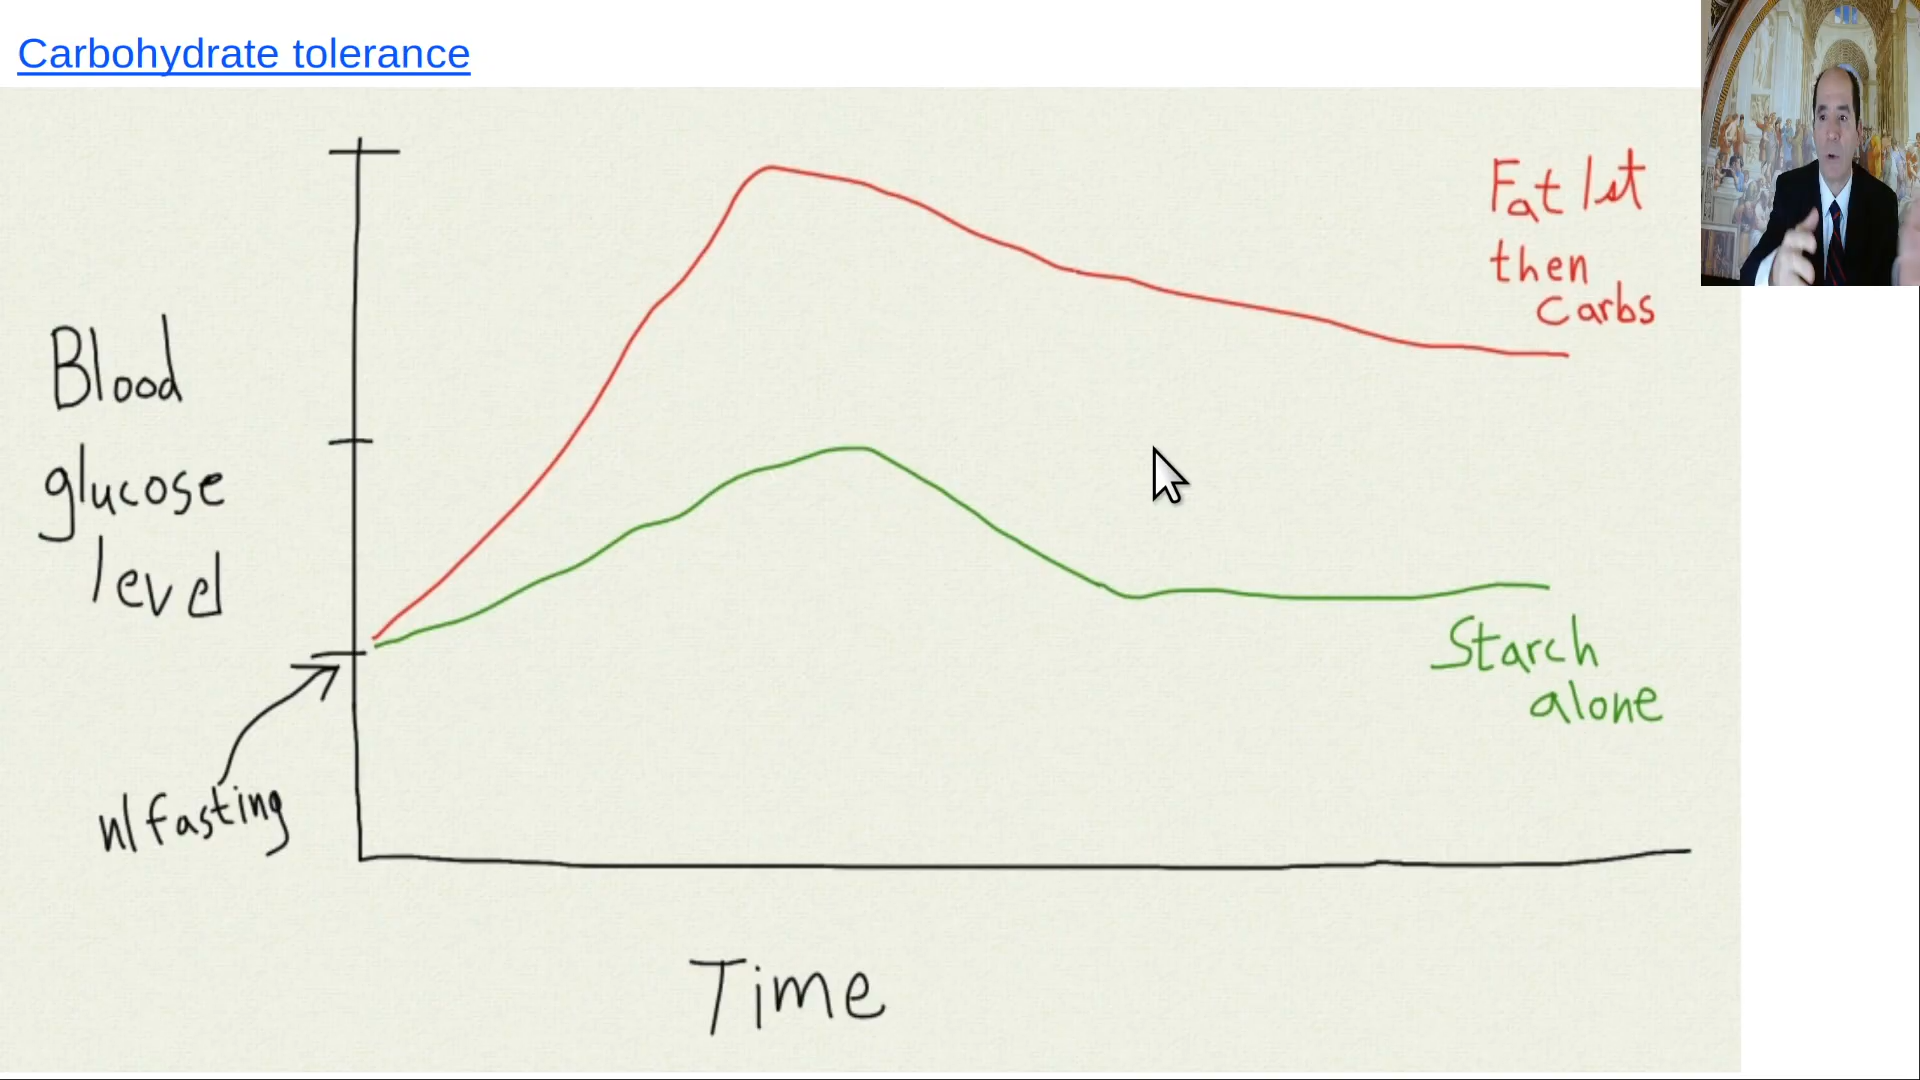 Carbohydrate tolerance
Fat 1st
then
Carbs
Blood
glucose
level
Starch
alone
nl fasting
Time